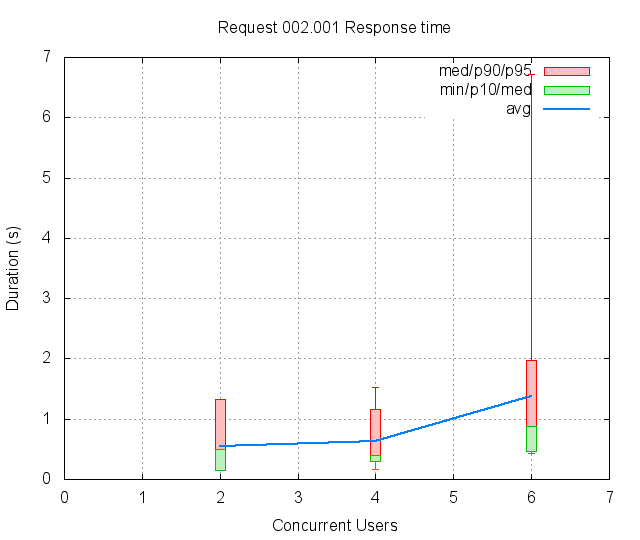 Request 002.001 Response time
7
6
5
4
3
2
1
0
Duration (s)
med/p90/p95
min/p10/med
avg
0 1 2 3 4 5 6 7
Concurrent Users